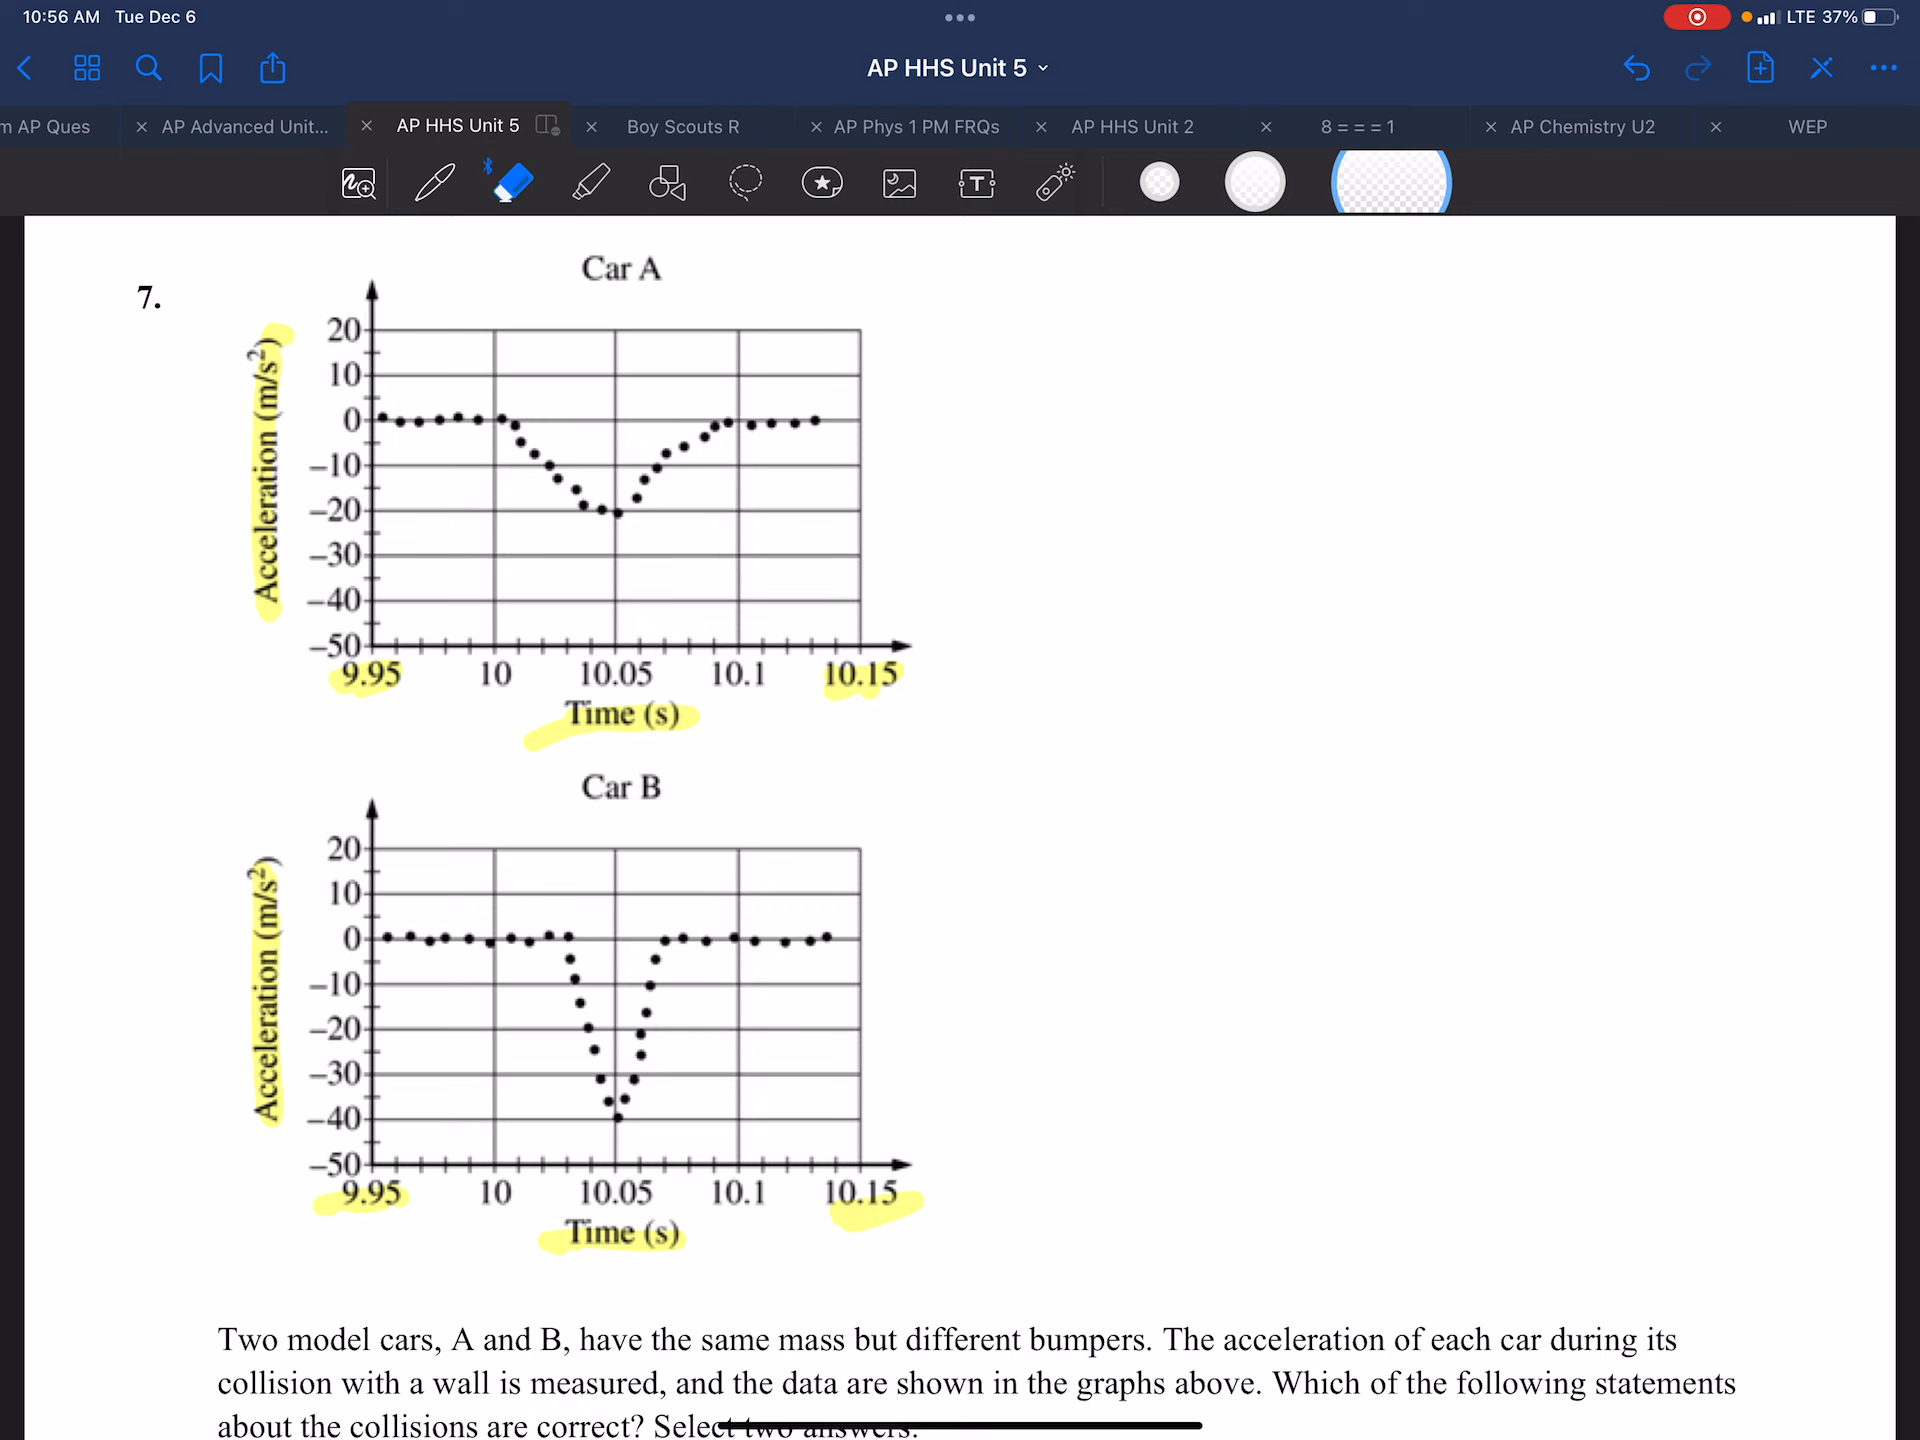 10:56 AM Tue Dec 6
LTE 37%
AP HHS Unit 5
m AP Ques
AP Advanced Unit...
AP HHS Unit 5
Boy Scouts R
AP Phys 1 PM FRQs
AP HHS Unit 2
8 = = = 1
AP Chemistry U2
WEP
7.
Car A
Acceleration (m/s²)
20
10
0
–10
–20
–30
–40
–50
9.95 10 10.05 10.1 10.15
Time (s)
Car B
Acceleration (m/s²)
20
10
0
–10
–20
–30
–40
–50
9.95 10 10.05 10.1 10.15
Time (s)
Two model cars, A and B, have the same mass but different bumpers. The acceleration of each car during its
collision with a wall is measured, and the data are shown in the graphs above. Which of the following statements
about the collisions are correct? Select two answers.